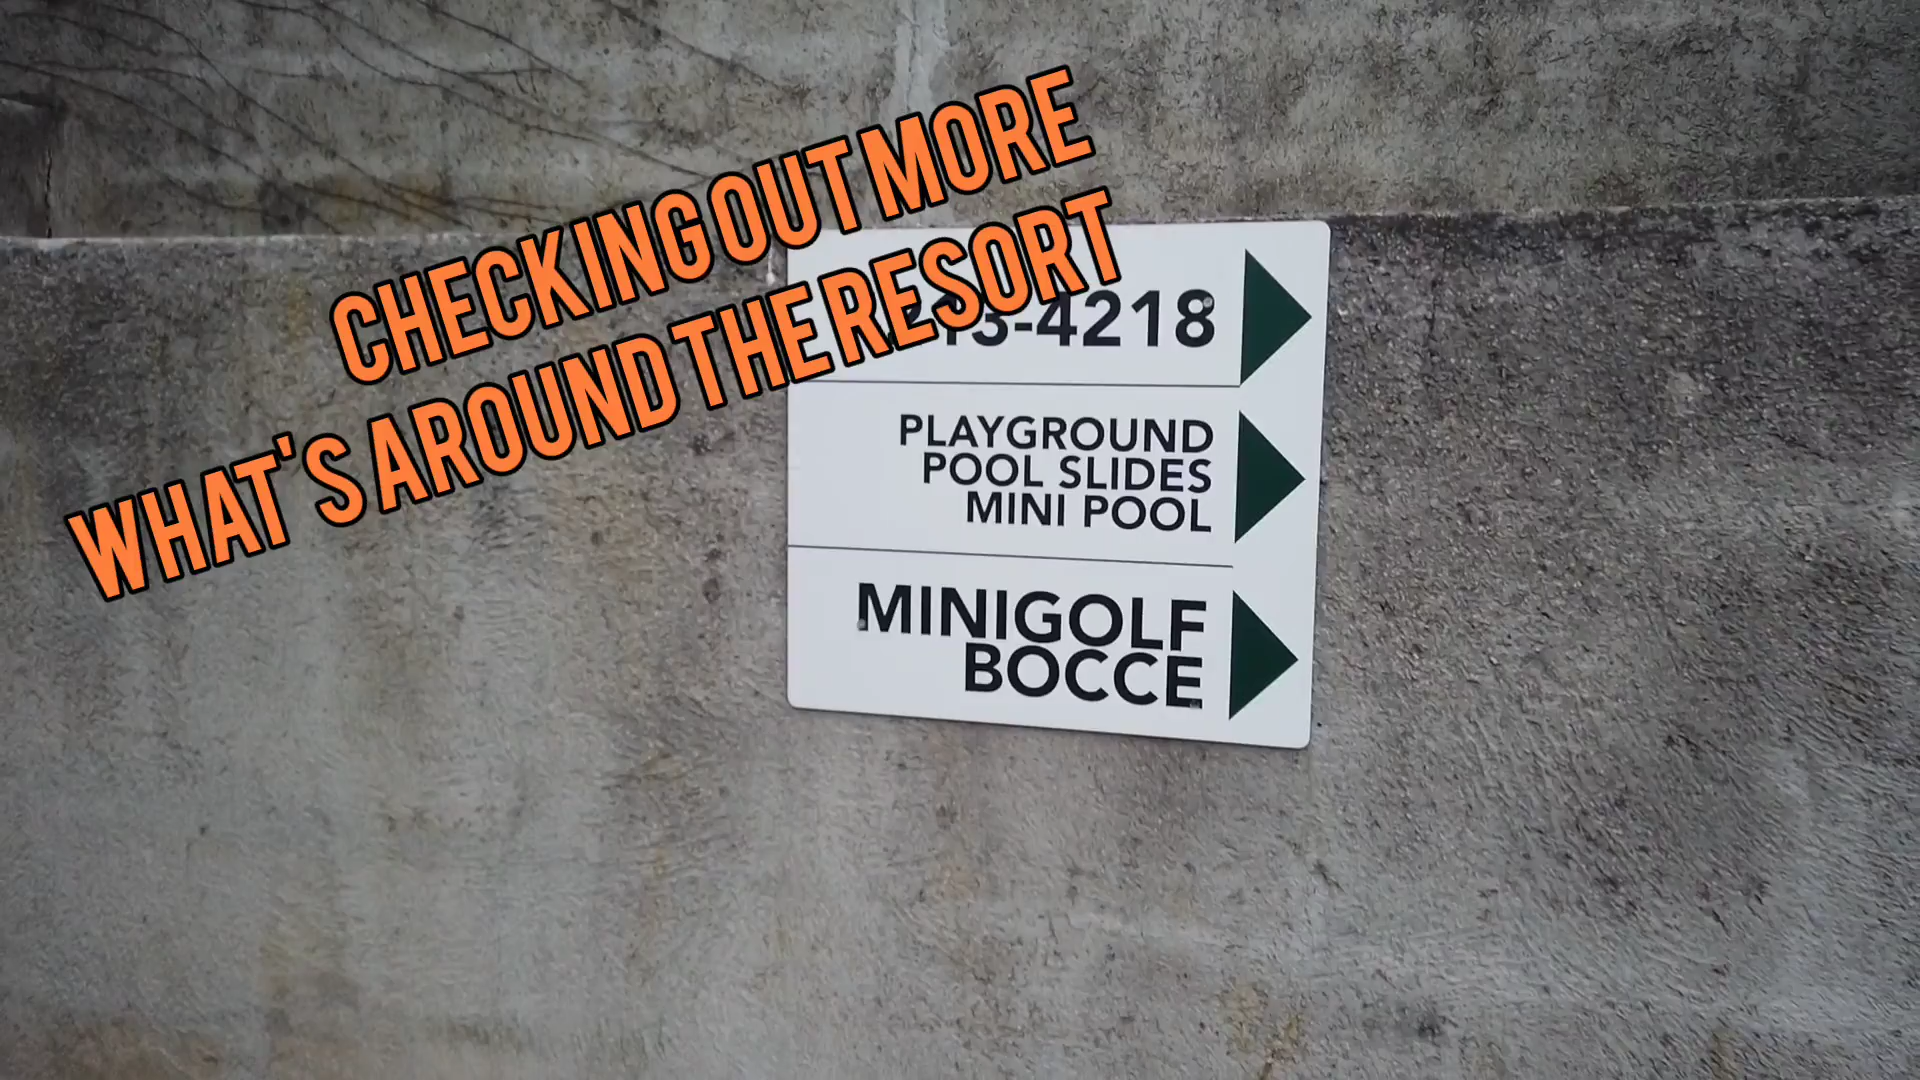 CHECKING OUT MORE
WHAT'S AROUND THE RESORT
-4218
PLAYGROUND
POOL SLIDES
MINI POOL
MINIGOLF
BOCCE